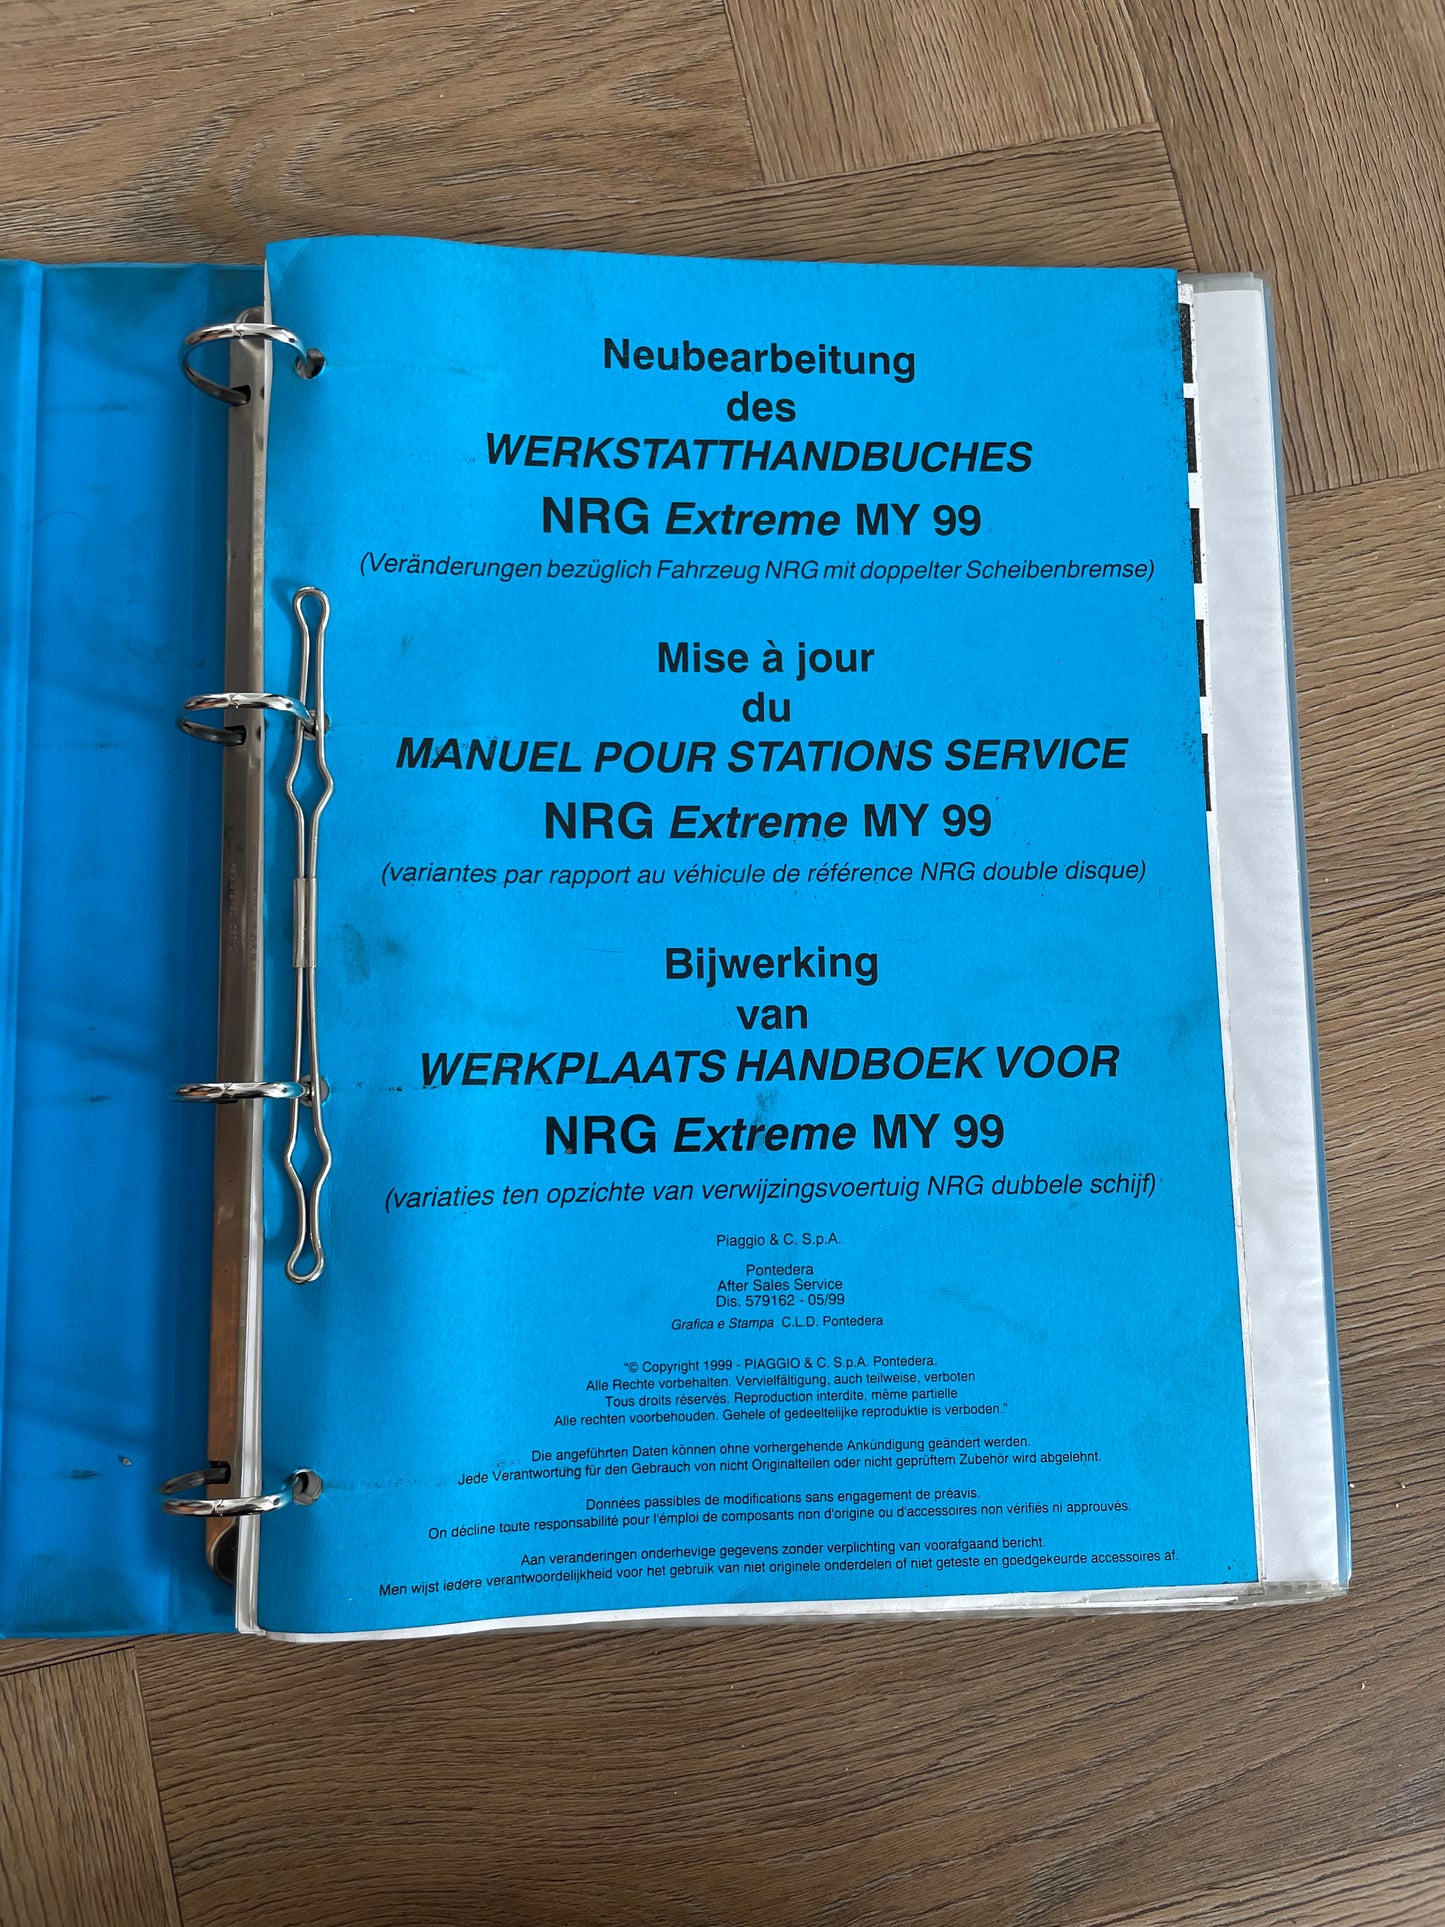 Neubearbeitung
des
WERKSTATTHANDBUCHES
NRG Extreme MY 99
(Veränderungen bezüglich Fahrzeug NRG mit doppelter Scheibenbremse)
Mise à jour
du
MANUEL POUR STATIONS SERVICE
NRG Extreme MY 99
(variantes par rapport au véhicule de référence NRG double disque)
Bijwerking
van
WERKPLAATS HANDBOEK VOOR
NRG Extreme MY 99
(variaties ten opzichte van verwijzingsvoertuig NRG dubbele schijf)
Piaggio & C. S.p.A.
Pontedera
After Sales Service
Dis. 579162 - 05/99
Grafica e Stampa C.L.D. Pontedera
"© Copyright 1999 - PIAGGIO & C. S.p.A. Pontedera.
Alle Rechte vorbehalten. Vervielfältigung, auch teilweise, verboten
Tous droits réservés. Reproduction interdite, même partielle
Alle rechten voorbehouden. Gehele of gedeeltelijke reproduktie is verboden."
Die angeführten Daten können ohne vorhergehende Ankündigung geändert werden.
Jede Verantwortung für den Gebrauch von nicht Originalteilen oder nicht geprüftem Zubehör wird abgelehnt.
Données passibles de modifications sans engagement de préavis.
On décline toute responsabilité pour l'émploi de composants non d'origine ou d'accessoires non vérifiés ni approuvés.
Aan veranderingen onderhevige gegevens zonder verplichting van voorafgaand bericht.
Men wijst iedere verantwoordelijkheid voor het gebruik van niet originele onderdelen of niet geteste en goedgekeurde accessoires af.